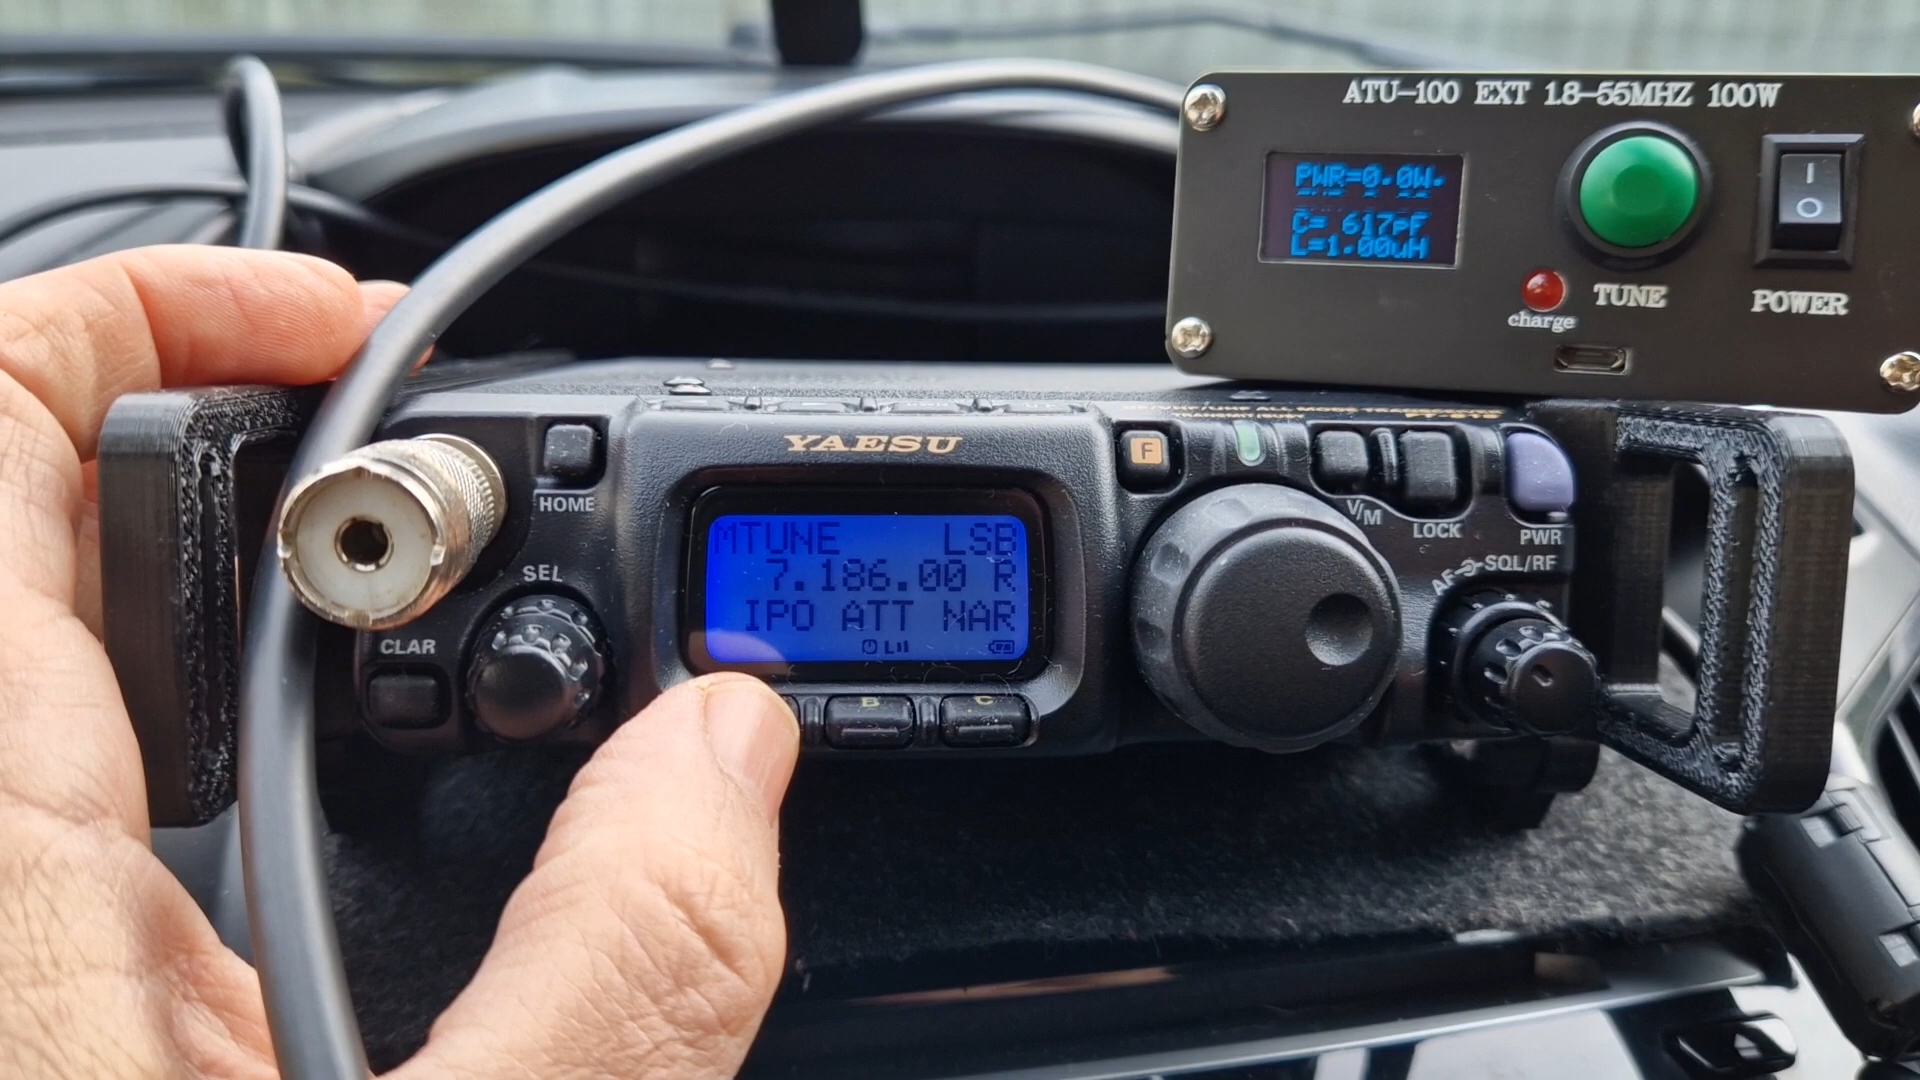 ATU-100 EXT 1.8-55MHZ 100W
PWR=0.0W
C= 617pF
L=1.00uH
TUNE
charge
POWER
YAESU
F
HOME
V/M
LOCK
PWR
SEL
AF
SQL/RF
CLAR
MTUNE LSB
7.186.00 R
IPO ATT NAR
B
C